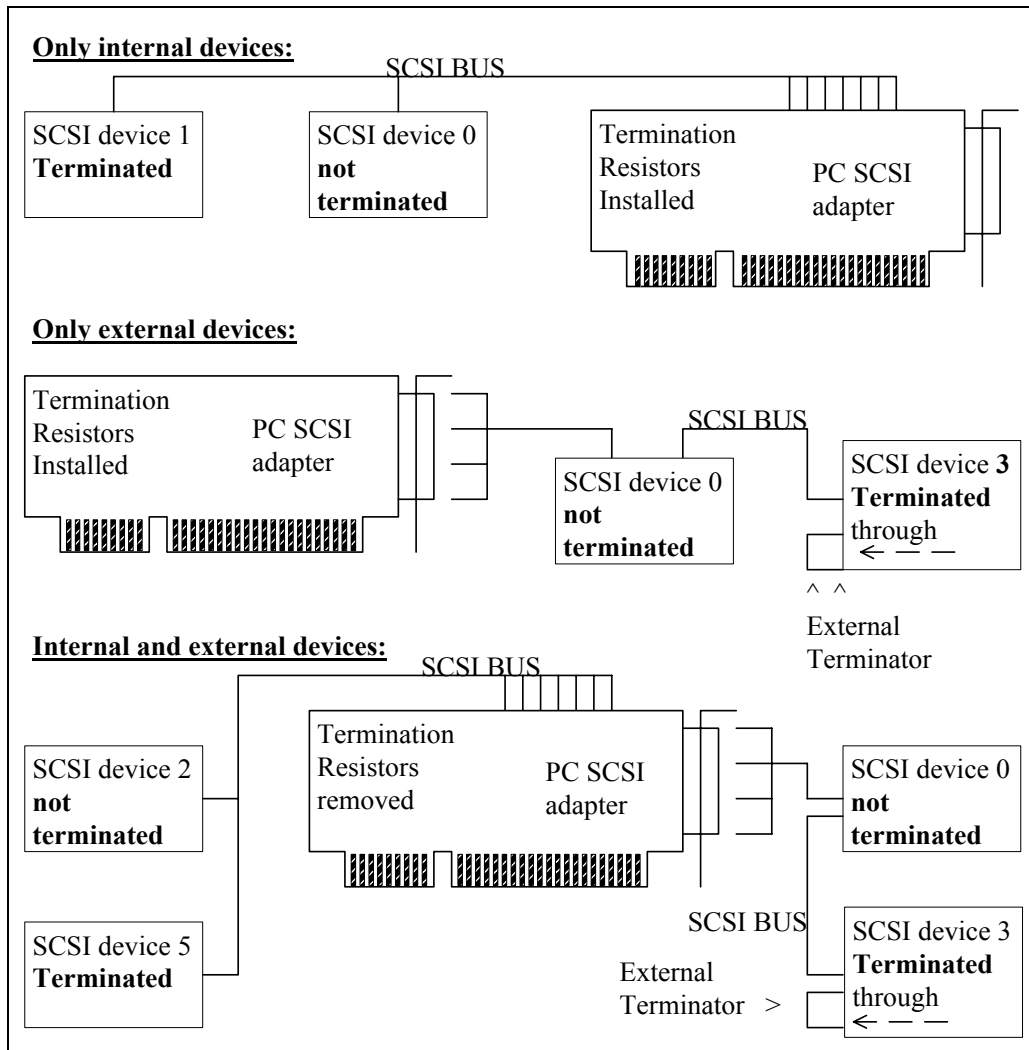 Only internal devices:
SCSI BUS
SCSI device 1
Terminated
SCSI device 0
not
terminated
Termination
Resistors
Installed
PC SCSI
adapter
Only external devices:
Termination
Resistors
Installed
PC SCSI
adapter
SCSI BUS
SCSI device 0
not
terminated
SCSI device 3
Terminated
through
^ ^
External
Terminator
Internal and external devices:
SCSI BUS
SCSI device 2
not
terminated
Termination
Resistors
removed
PC SCSI
adapter
SCSI device 0
not
terminated
SCSI device 5
Terminated
SCSI BUS
External
Terminator >
SCSI device 3
Terminated
through